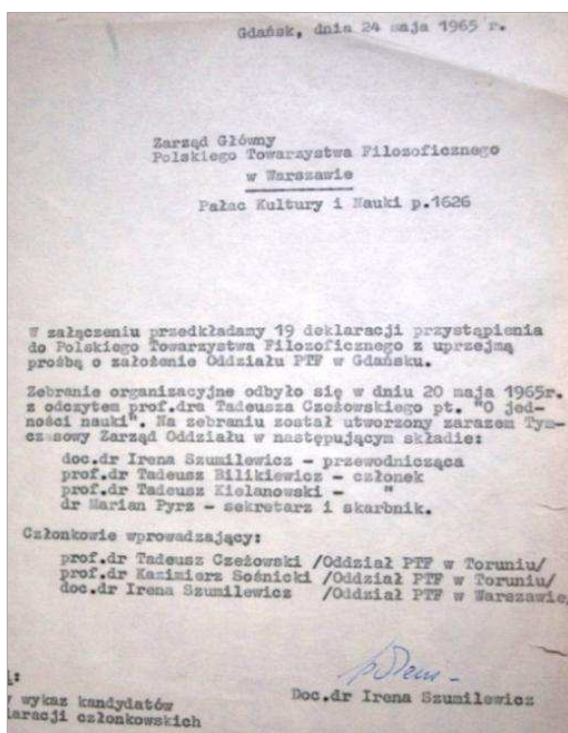 Gdańsk, dnia 24 maja 1965 r.
Zarząd Główny
Polskiego Towarzystwa Filozoficznego
w Warszawie
Pałac Kultury i Nauki p.1626
W załączeniu przedkładamy 19 deklaracji przystąpienia
do Polskiego Towarzystwa Filozoficznego z uprzejmą
prośbą o założenie Oddziału PTF w Gdańsku.
Zebranie organizacyjne odbyło się w dniu 20 maja 1965r.
z odczytem prof.dra Tadeusza Czeżowskiego pt. "O jed-
ności nauki". Na zebraniu został utworzony zarazem Tym-
czasowy Zarząd Oddziału w następującym składie:
doc.dr Irena Szumilewicz - przewodnicząca
prof.dr Tadeusz Bilikiewicz - członek
prof.dr Tadeusz Kielanowski - "
dr Marian Pyrz - sekretarz i skarbnik.
Członkowie wprowadzający:
prof.dr Tadeusz Czeżowski /Oddział PTF w Toruniu/
prof.dr Kazimierz Sośnicki /Oddział PTF w Toruniu/
doc.dr Irena Szumilewicz /Oddział PTF w Warszawie/
Doc.dr Irena Szumilewicz
wykaz kandydatów
laracji członkowskich